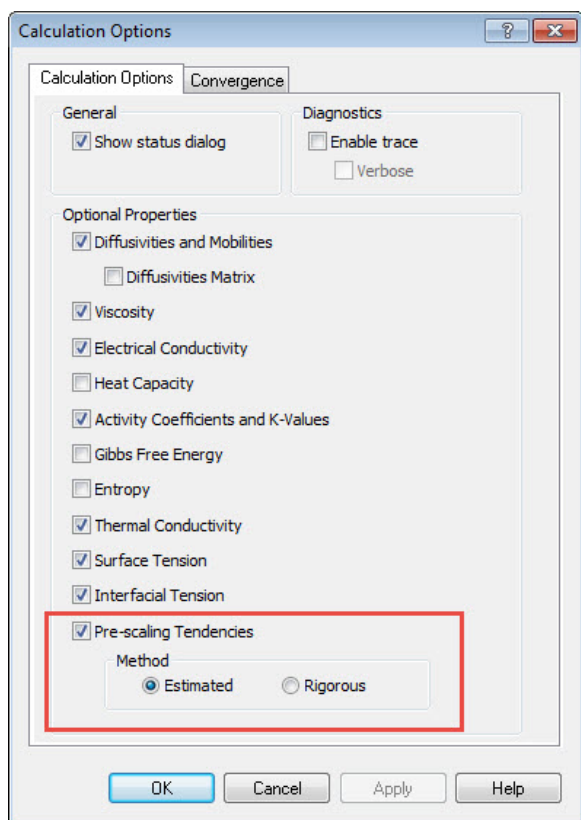 Calculation Options
Calculation Options
Convergence
General
Show status dialog
Diagnostics
Enable trace
Verbose
Optional Properties
Diffusivities and Mobilities
Diffusivities Matrix
Viscosity
Electrical Conductivity
Heat Capacity
Activity Coefficients and K-Values
Gibbs Free Energy
Entropy
Thermal Conductivity
Surface Tension
Interfacial Tension
Pre-scaling Tendencies
Method
Estimated
Rigorous
OK
Cancel
Apply
Help